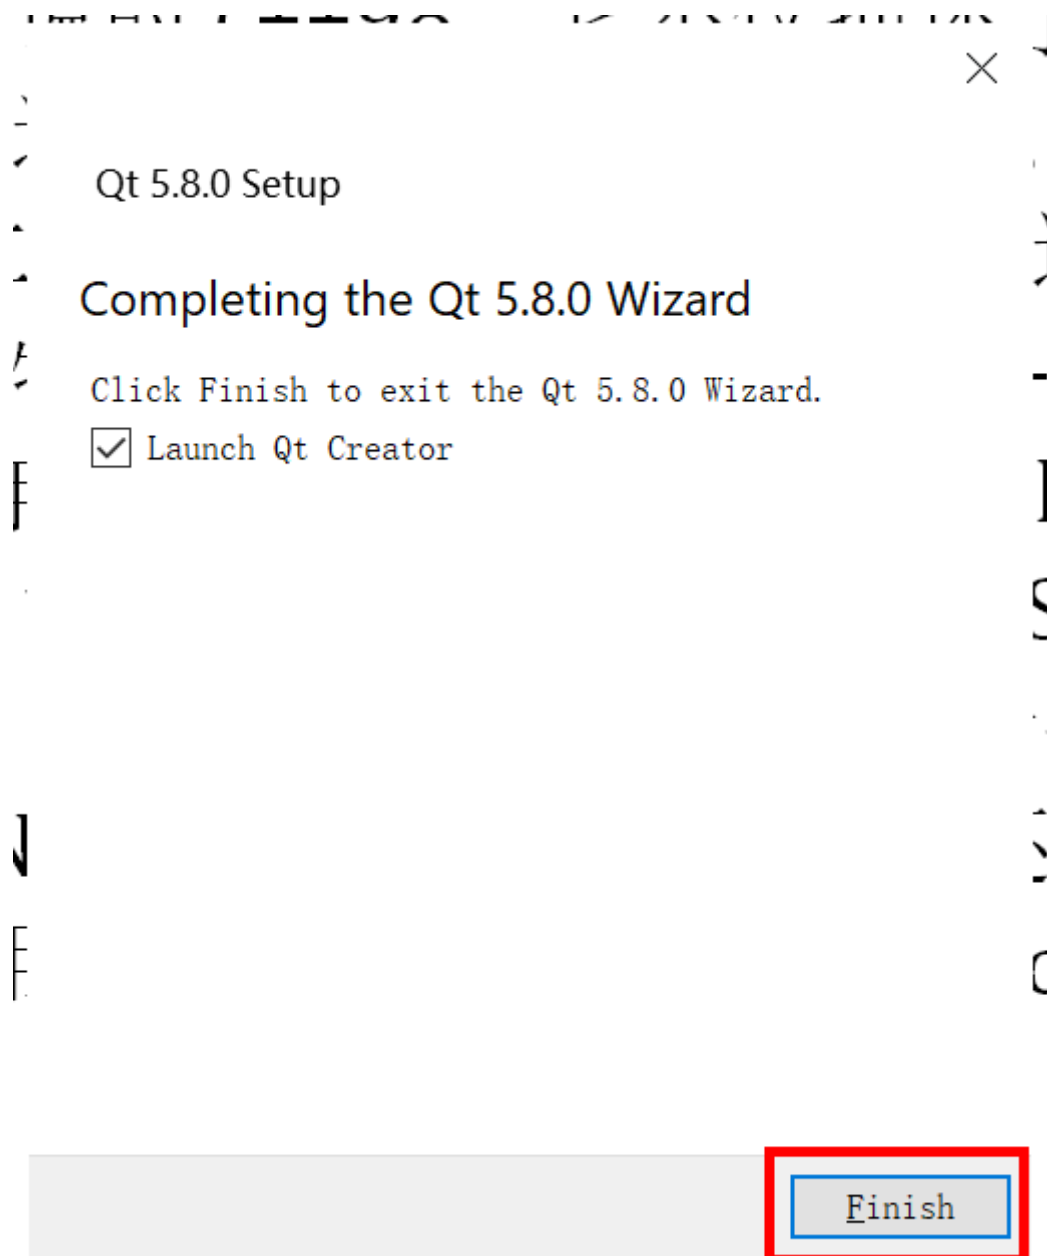 Qt 5.8.0 Setup
Completing the Qt 5.8.0 Wizard
Click Finish to exit the Qt 5.8.0 Wizard.
Launch Qt Creator
Finish